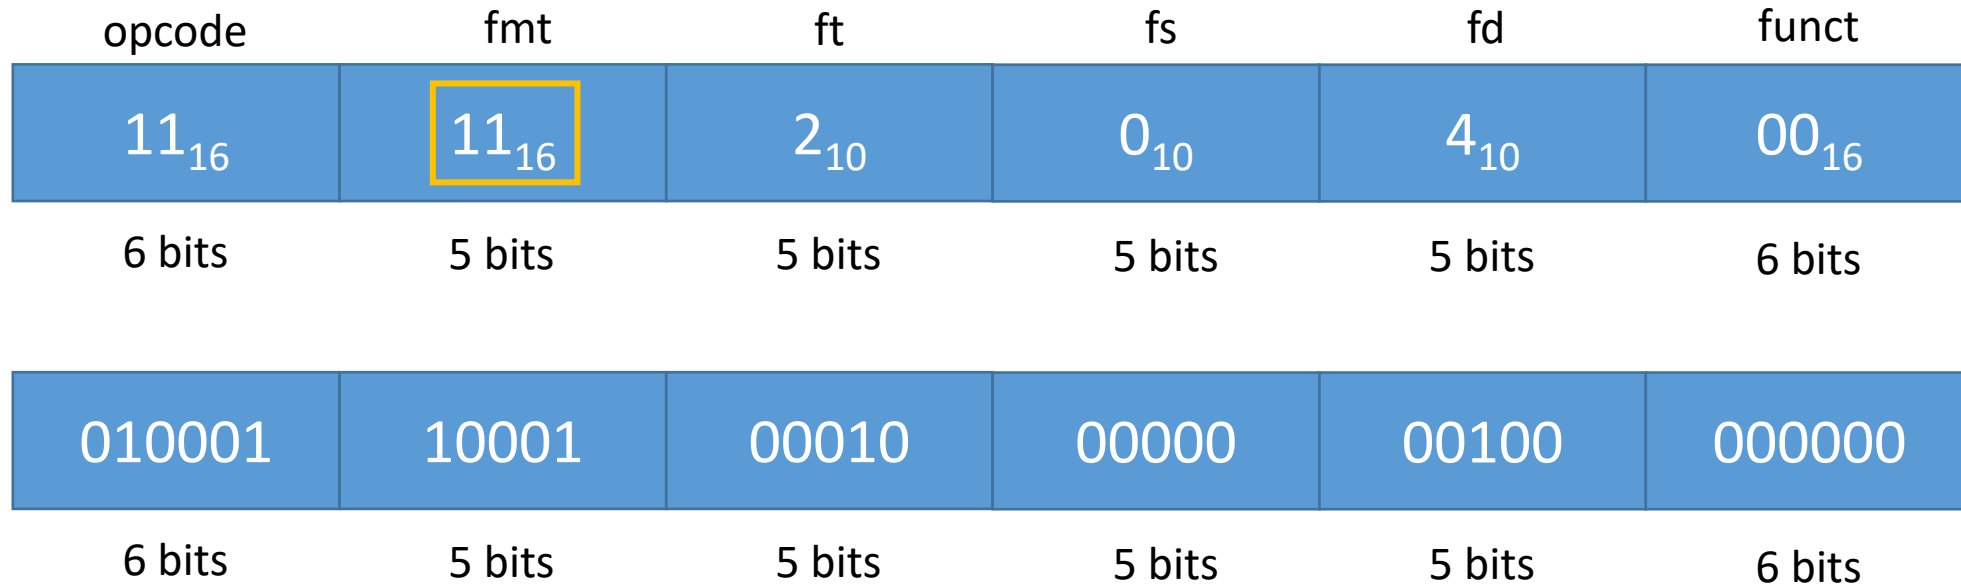 opcode fmt ft fs fd funct
11₁₆ 11₁₆ 2₁₀ 0₁₀ 4₁₀ 00₁₆
6 bits 5 bits 5 bits 5 bits 5 bits 6 bits
010001 10001 00010 00000 00100 000000
6 bits 5 bits 5 bits 5 bits 5 bits 6 bits